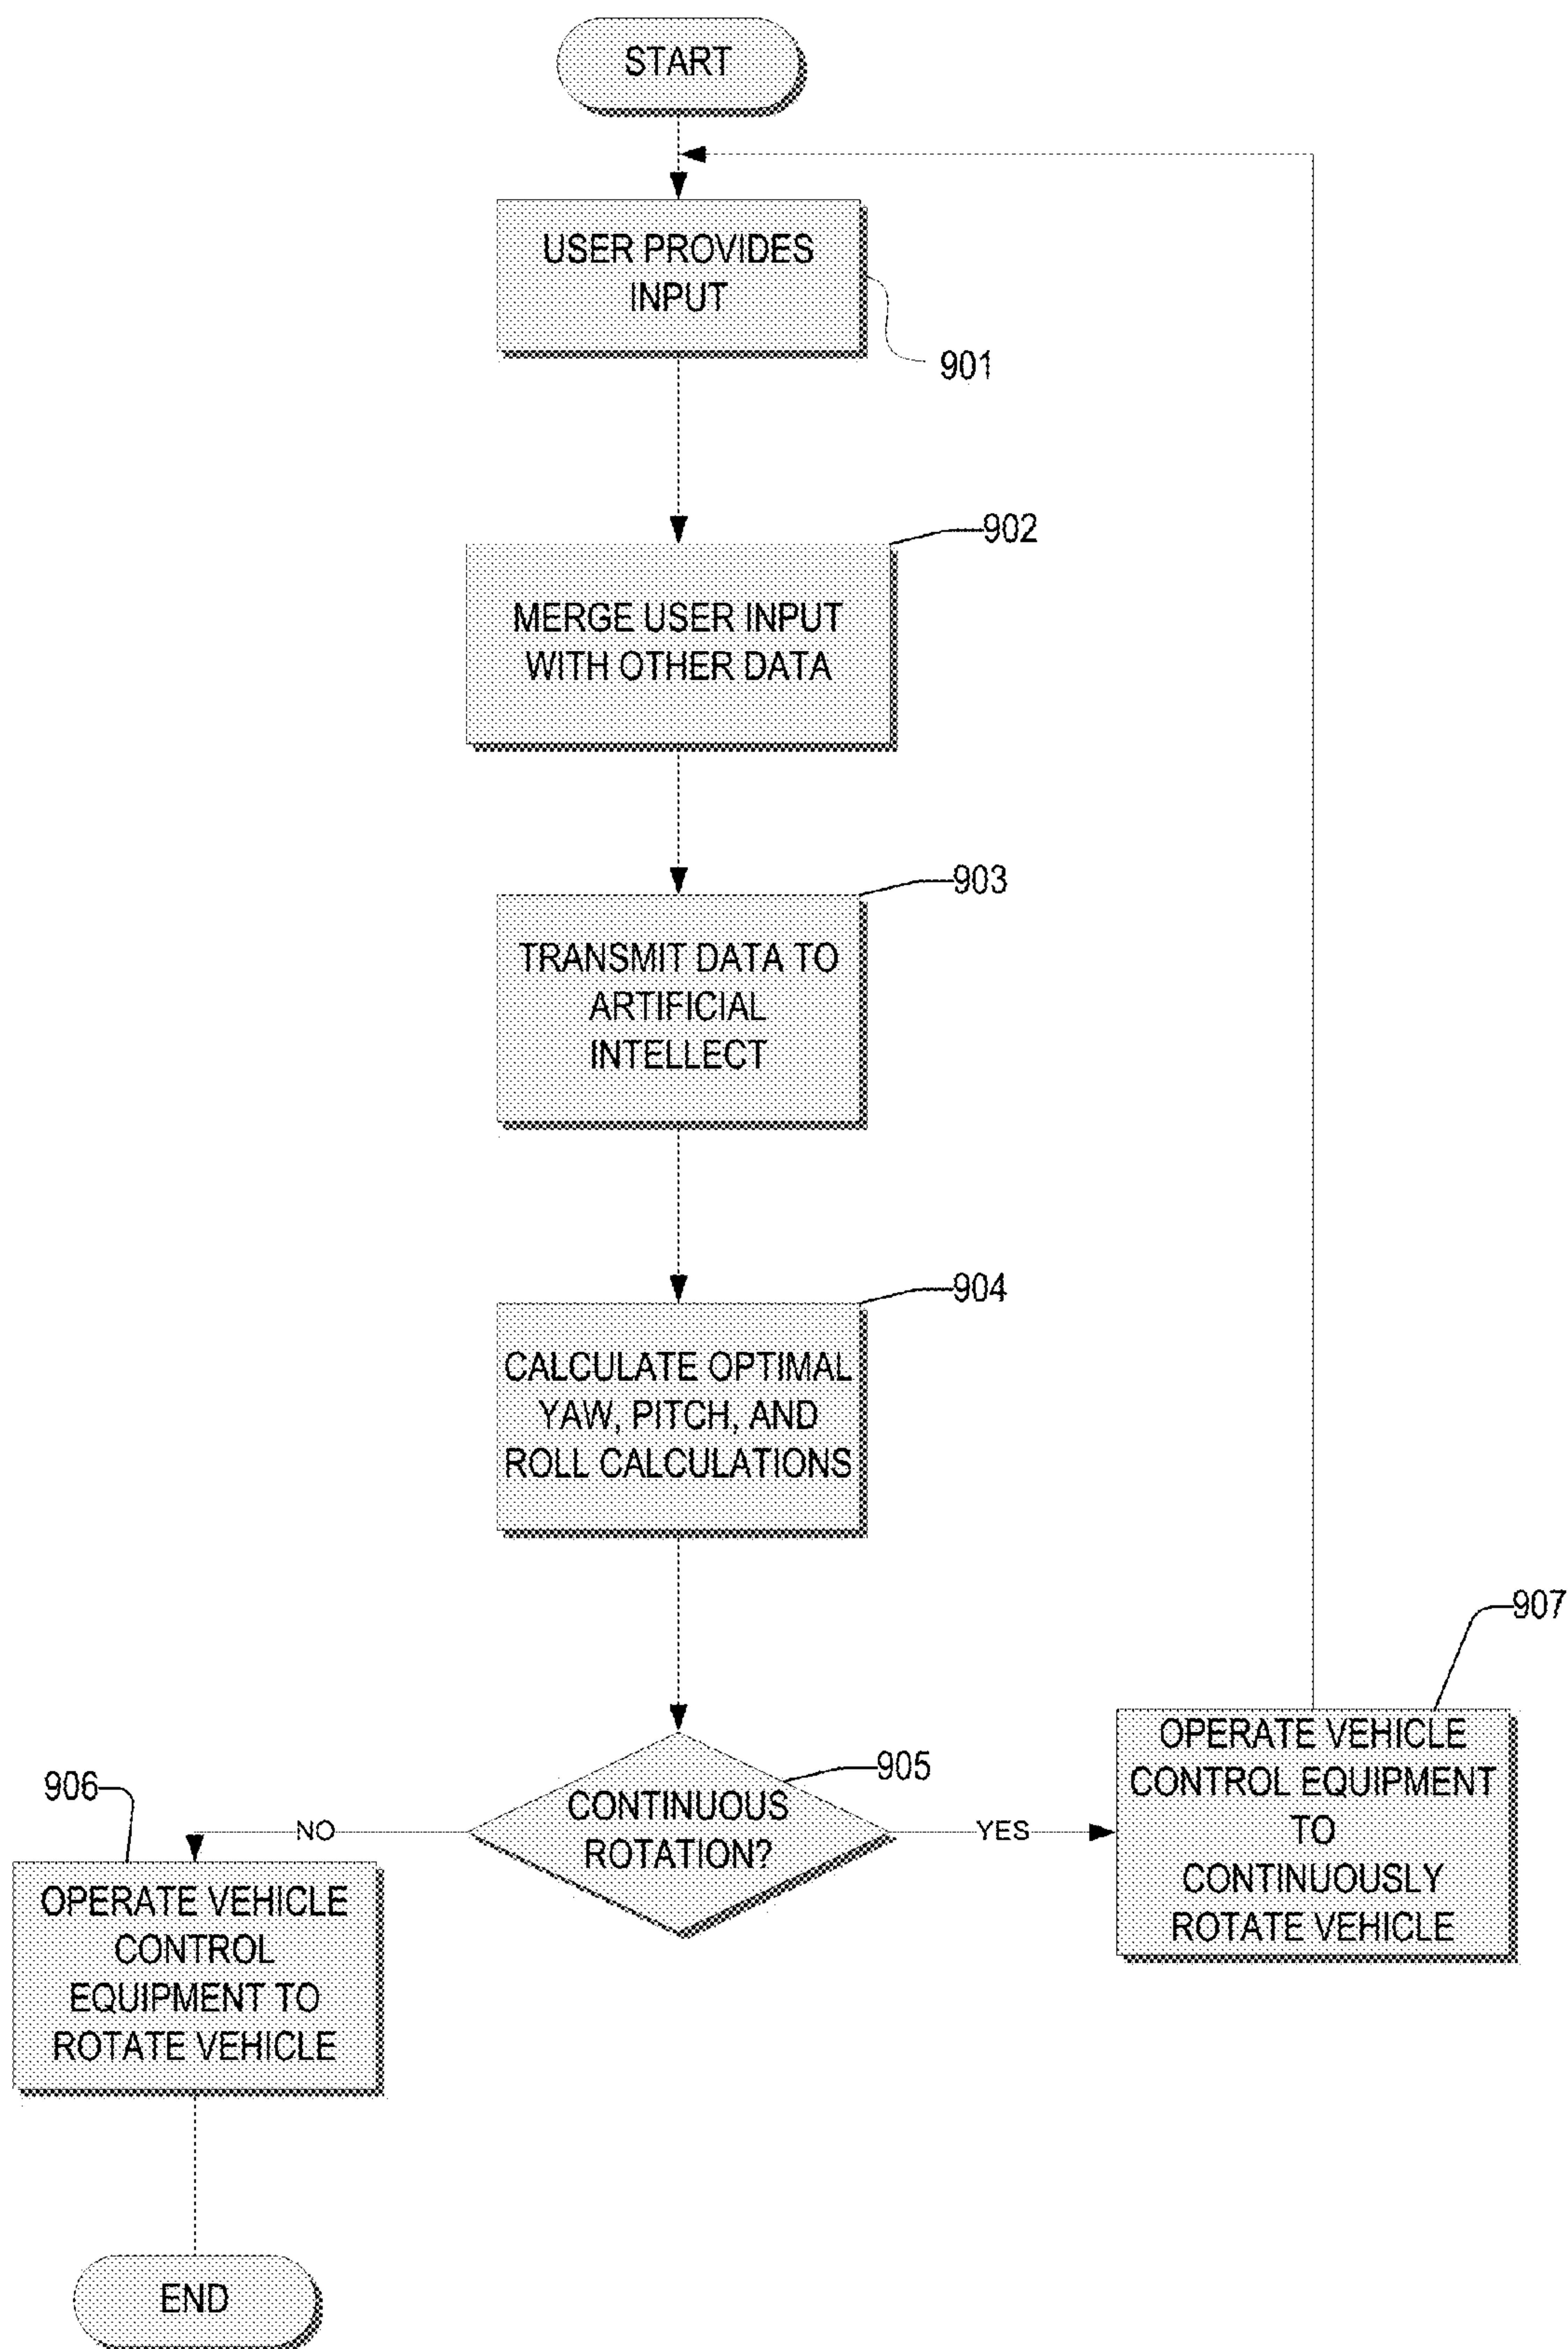 START
USER PROVIDES
INPUT
901
902
MERGE USER INPUT
WITH OTHER DATA
903
TRANSMIT DATA TO
ARTIFICIAL
INTELLECT
904
CALCULATE OPTIMAL
YAW, PITCH, AND
ROLL CALCULATIONS
905
CONTINUOUS
ROTATION?
NO
YES
906
OPERATE VEHICLE
CONTROL
EQUIPMENT TO
ROTATE VEHICLE
907
OPERATE VEHICLE
CONTROL EQUIPMENT
TO
CONTINUOUSLY
ROTATE VEHICLE
END